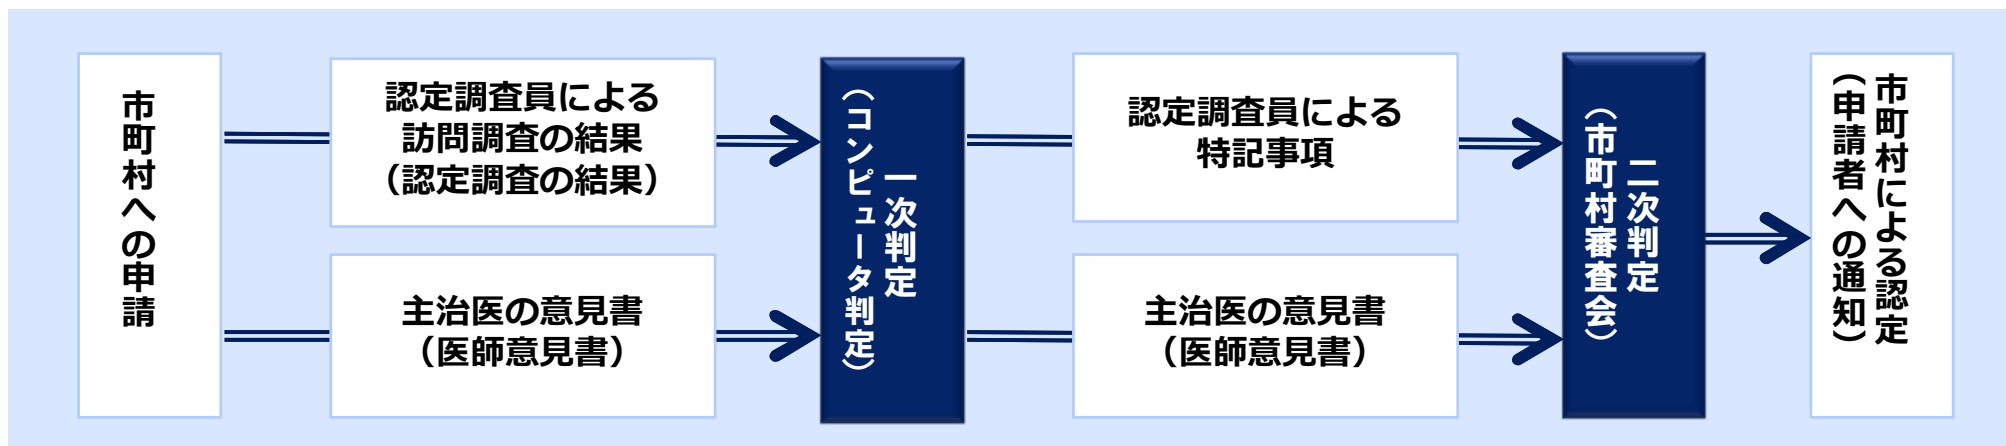 市町村への申請
認定調査員による
訪問調査の結果
（認定調査の結果）
主治医の意見書
（医師意見書）
一次判定
（コンピュータ判定）
認定調査員による
特記事項
主治医の意見書
（医師意見書）
二次判定
（市町村審査会）
市町村による認定
（申請者への通知）